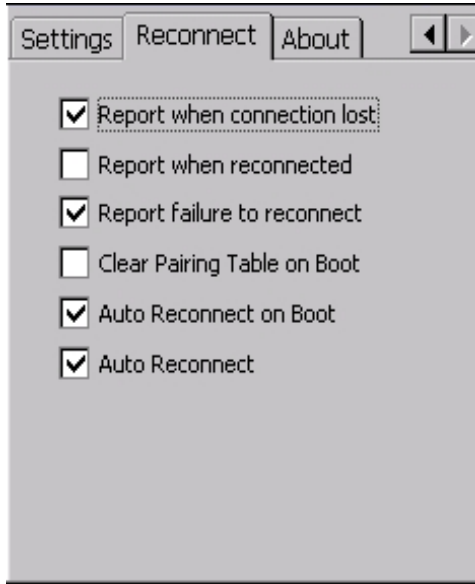 Settings Reconnect About
Report when connection lost
Report when reconnected
Report failure to reconnect
Clear Pairing Table on Boot
Auto Reconnect on Boot
Auto Reconnect